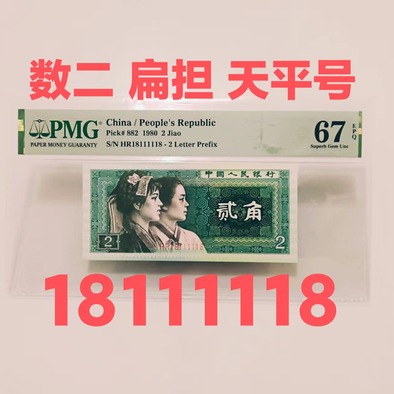 数二 扁担 天平号
PMG
PAPER MONEY GUARANTY
China / People's Republic
Pick# 882 1980 2 Jiao
S/N HR18111118 - 2 Letter Prefix
67
EPQ
Superb Gem Unc
中国人民银行
贰角
HR18111118
2
2
18111118